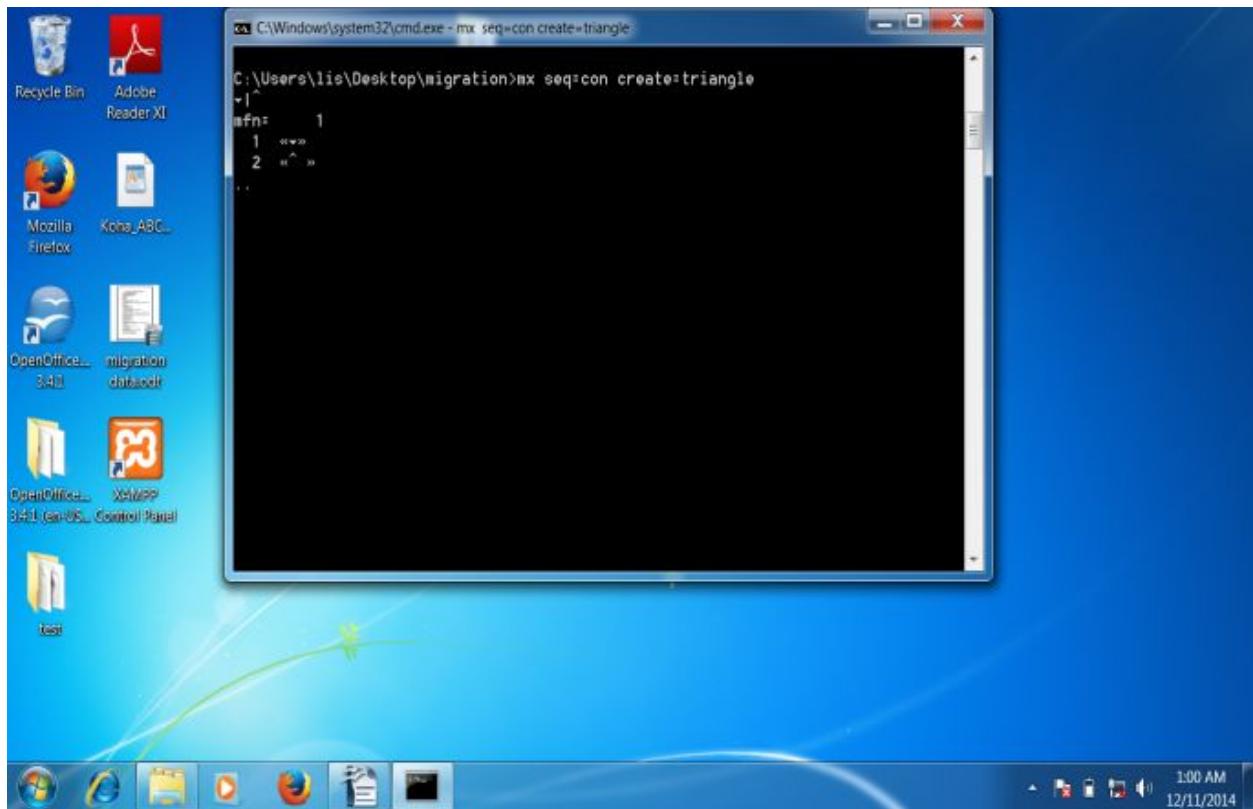 C:\Windows\system32\cmd.exe - mx seq=con create=triangle
C:\Users\lis\Desktop\migration>mx seq=con create=triangle
▼|^
mfn=     1
  1  «▼»
  2  «^ »
..
Recycle Bin
Adobe
Reader XI
Mozilla
Firefox
Koha_ABC...
OpenOffice...
3.4.1
migration
data.odt
OpenOffice...
3.4.1 (en-US...
XAMPP
Control Panel
test
1:00 AM
12/11/2014